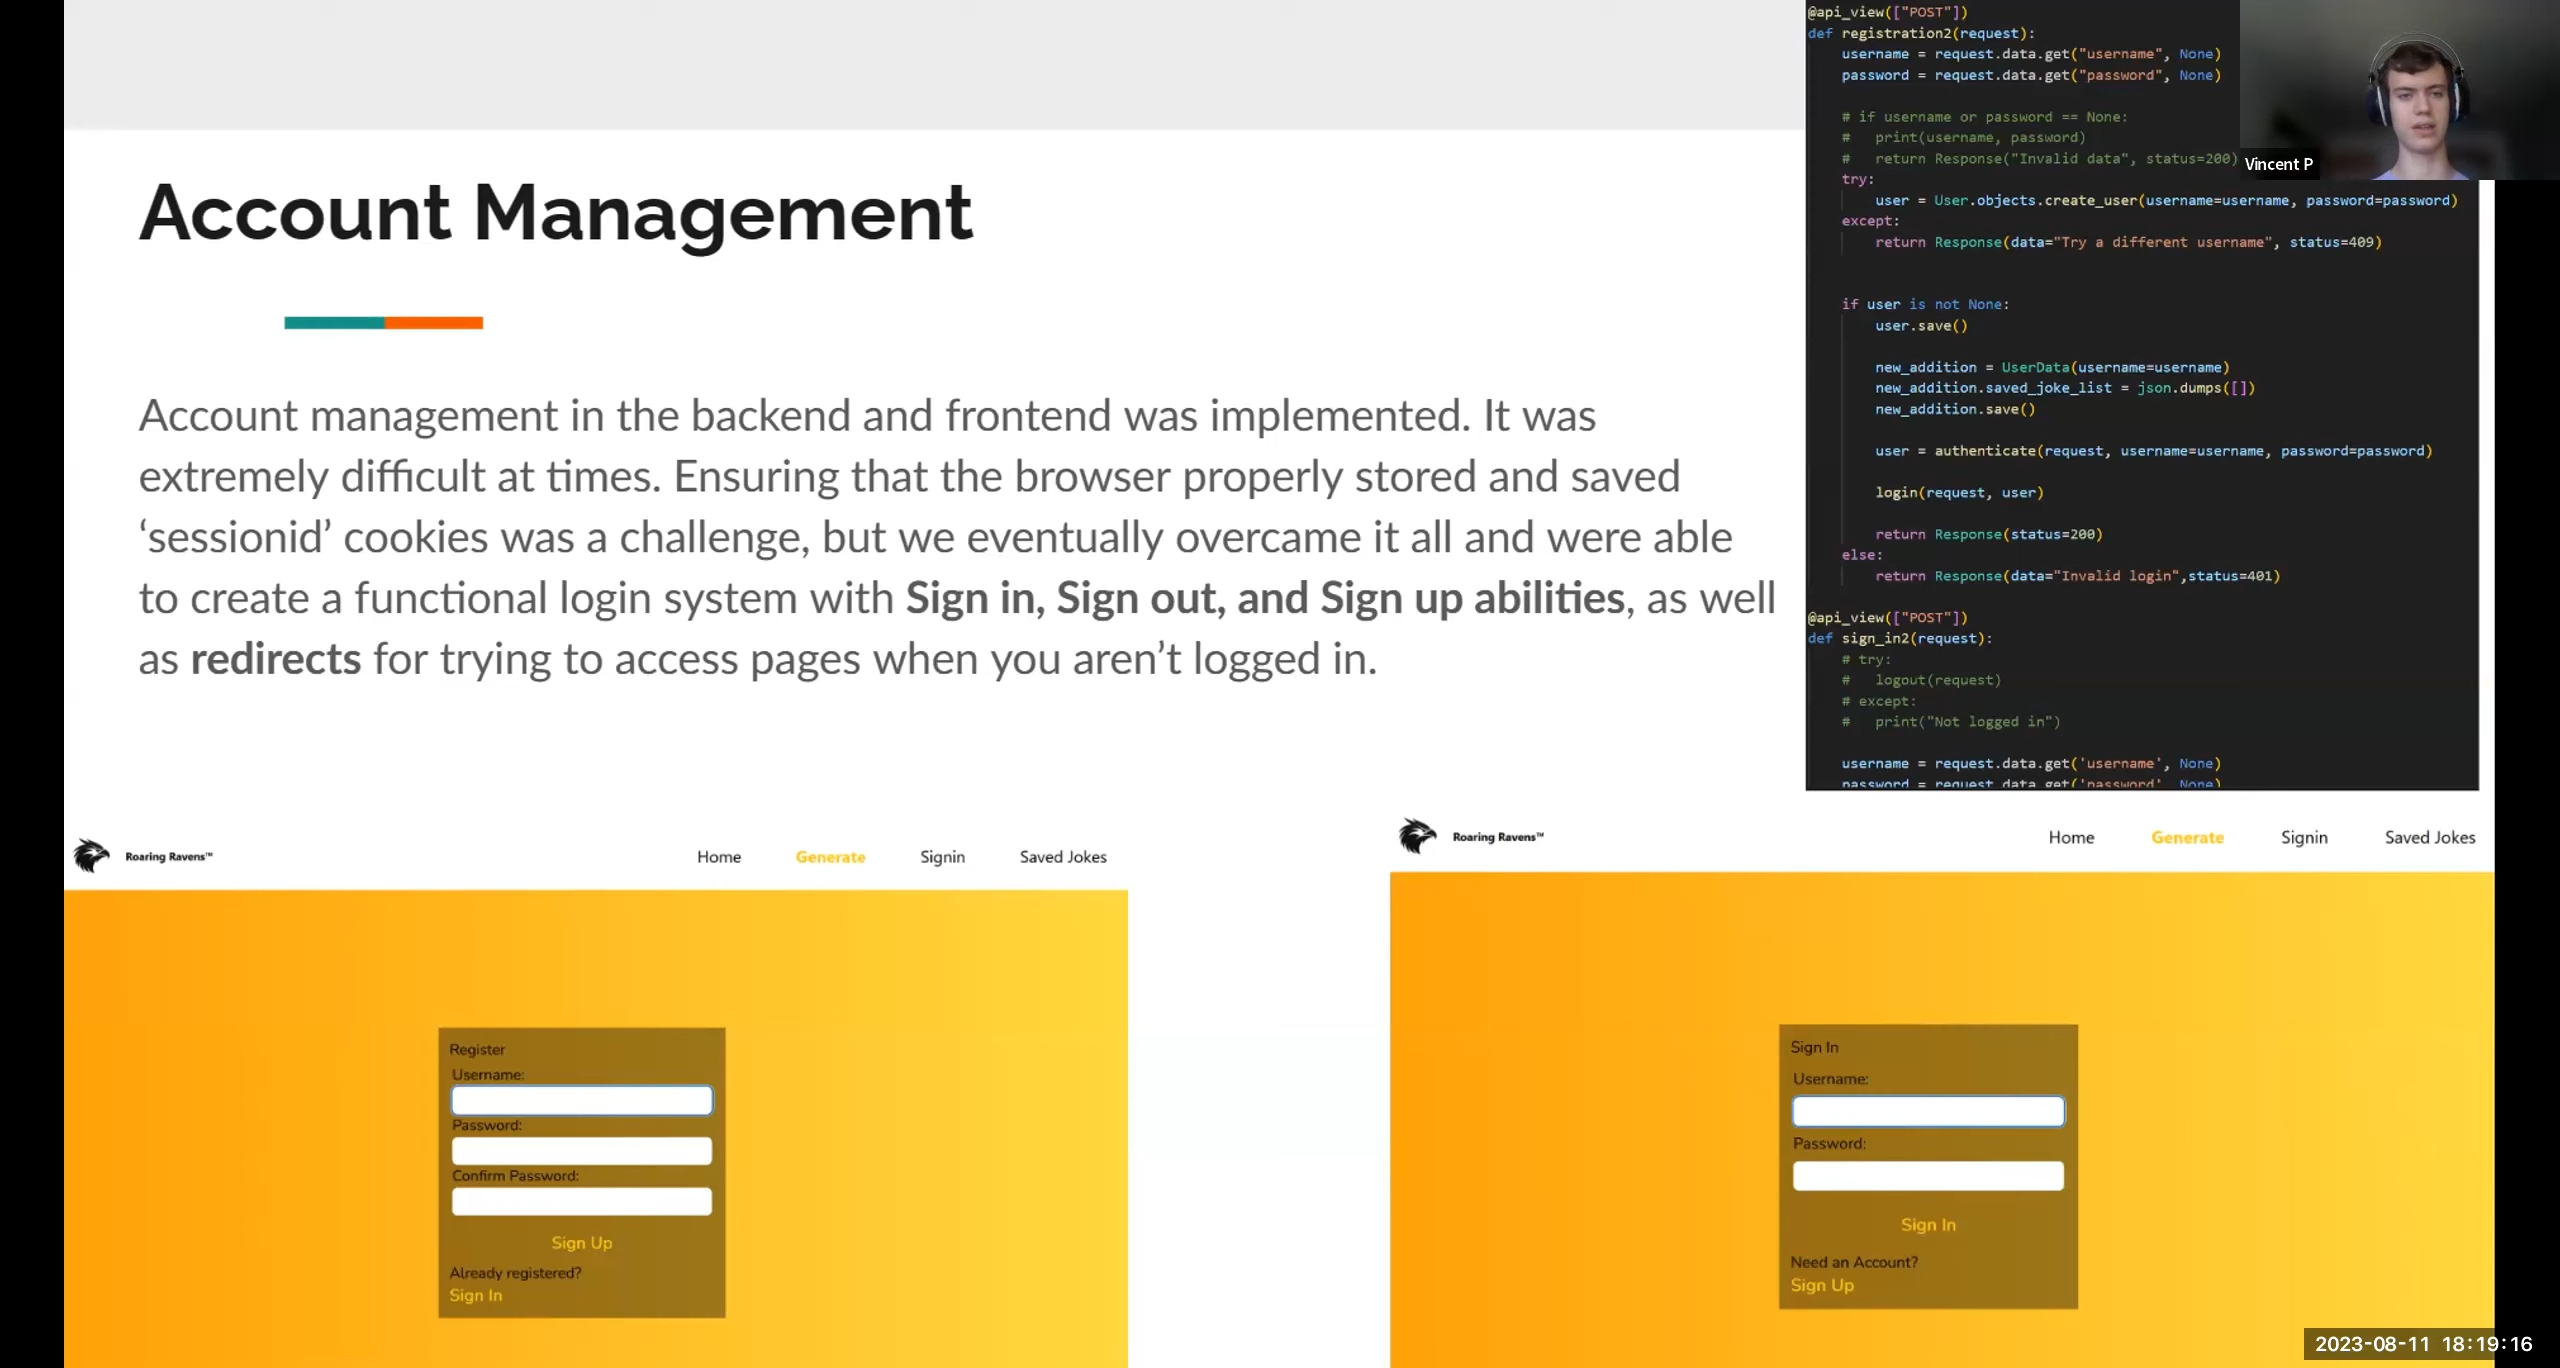 Account Management
Account management in the backend and frontend was implemented. It was
extremely difficult at times. Ensuring that the browser properly stored and saved
‘sessionid’ cookies was a challenge, but we eventually overcame it all and were able
to create a functional login system with Sign in, Sign out, and Sign up abilities, as well
as redirects for trying to access pages when you aren’t logged in.
@api_view(["POST"])
def registration2(request):
username = request.data.get("username", None)
password = request.data.get("password", None)
# if username or password == None:
#   print(username, password)
#   return Response("Invalid data", status=200)
try:
user = User.objects.create_user(username=username, password=password)
except:
return Response(data="Try a different username", status=409)
if user is not None:
user.save()
new_addition = UserData(username=username)
new_addition.saved_joke_list = json.dumps([])
new_addition.save()
user = authenticate(request, username=username, password=password)
login(request, user)
return Response(status=200)
else:
return Response(data="Invalid login",status=401)
@api_view(["POST"])
def sign_in2(request):
# try:
#   logout(request)
# except:
#   print("Not logged in")
username = request.data.get('username', None)
password = request.data.get('password', None)
Vincent P
Roaring Ravens™
Home Generate Signin Saved Jokes
Register
Username:
Password:
Confirm Password:
Sign Up
Already registered?
Sign In
Roaring Ravens™
Home Generate Signin Saved Jokes
Sign In
Username:
Password:
Sign In
Need an Account?
Sign Up
2023-08-11 18:19:16